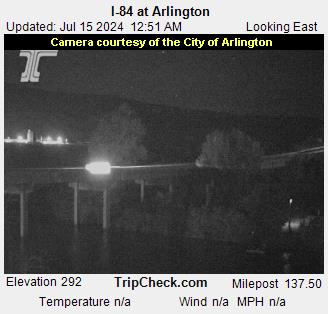 I-84 at Arlington
Updated: Jul 15 2024 12:51 AM Looking East
Camera courtesy of the City of Arlington
Elevation 292 TripCheck.com Milepost 137.50
Temperature n/a Wind n/a MPH n/a